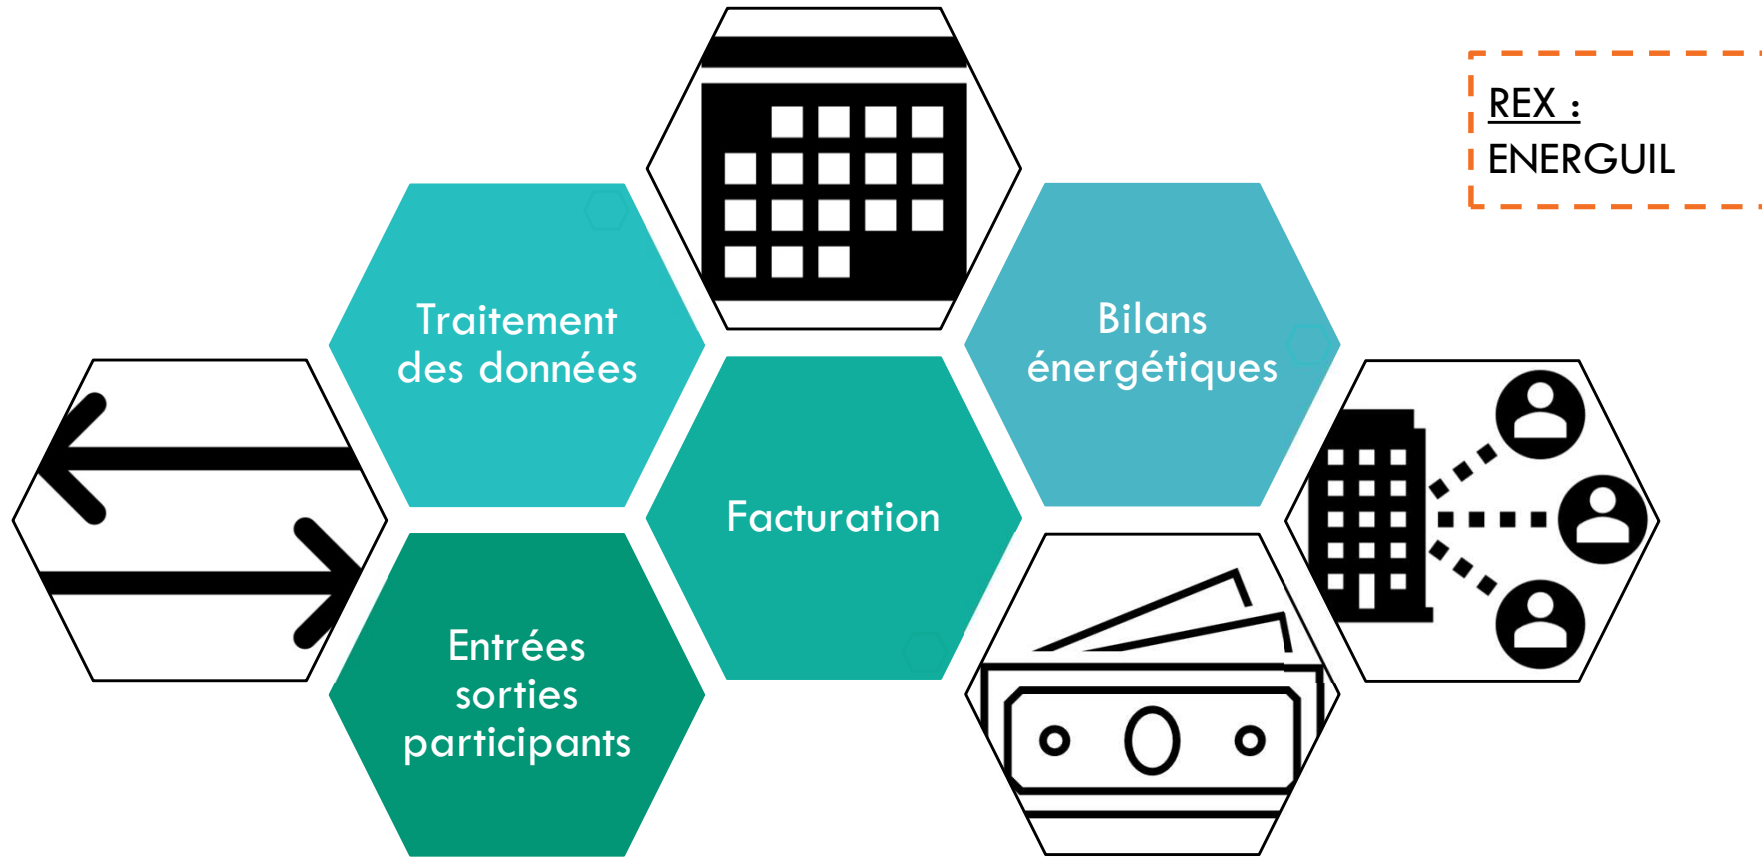 REX :
ENERGUIL
Traitement
des données
Bilans
énergétiques
Facturation
Entrées
sorties
participants